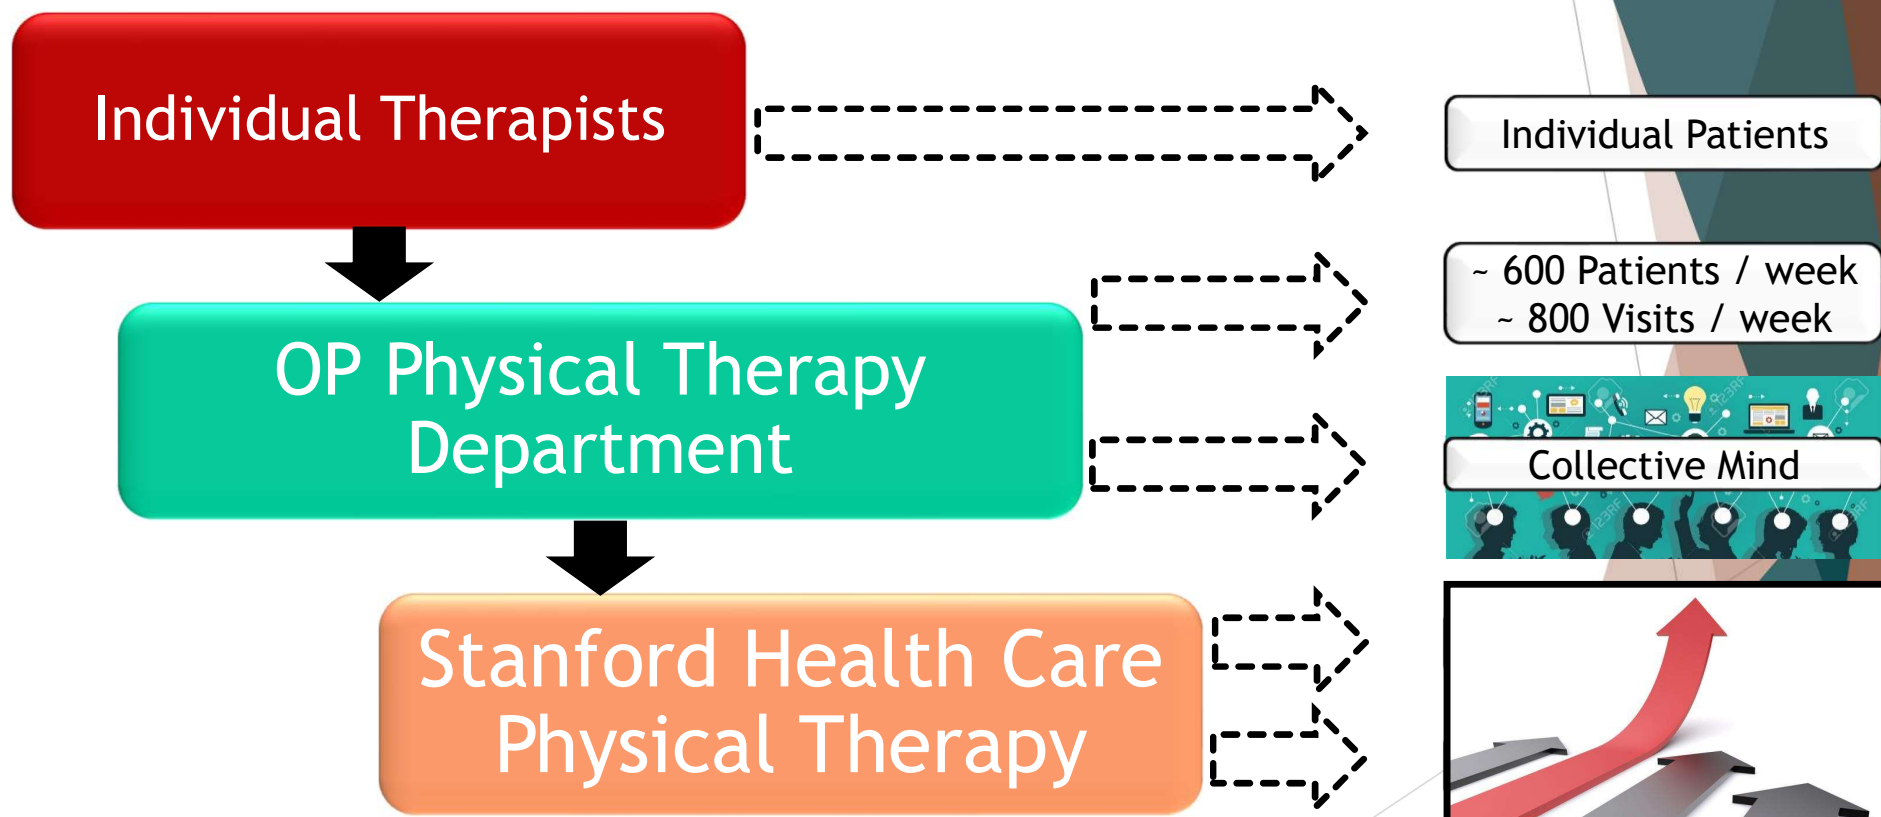 Individual Therapists
Individual Patients
~ 600 Patients / week
~ 800 Visits / week
OP Physical Therapy
Department
Collective Mind
123RF
Stanford Health Care
Physical Therapy